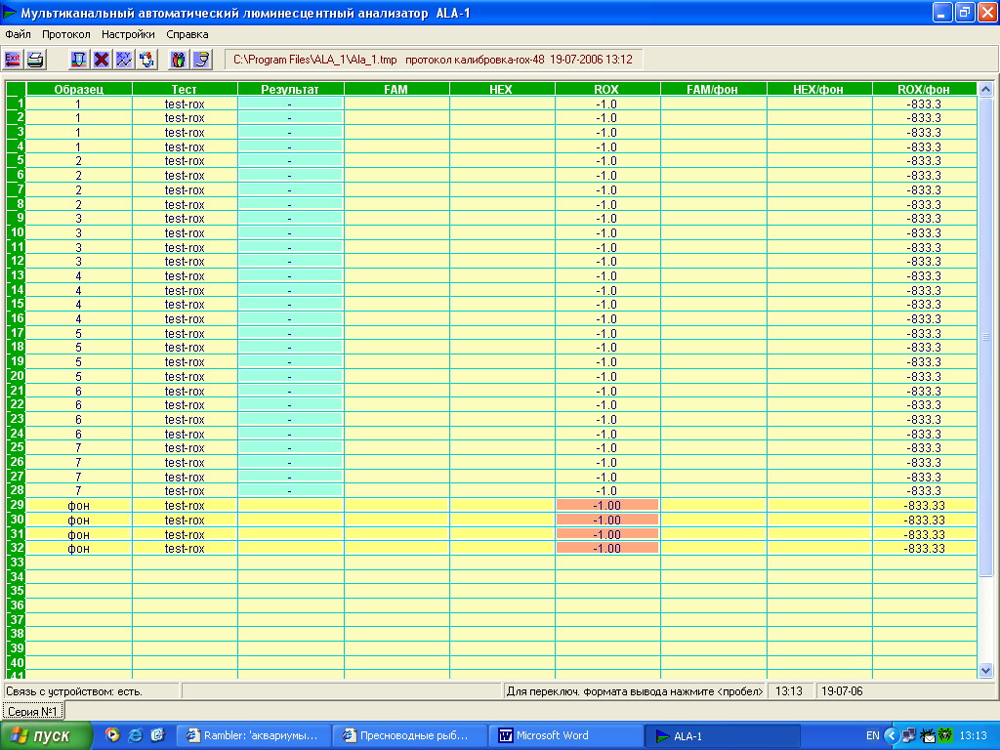 Мультиканальный автоматический люминесцентный анализатор ALA-1
Файл Протокол Настройки Справка
EXIT C:\Program Files\ALA_1\Ala_1.tmp протокол калибровка-rox-48 19-07-2006 13:12
Образец Тест Результат FAM HEX ROX FAM/фон HEX/фон ROX/фон
1 1 test-rox - -1.0 -833.3
2 1 test-rox - -1.0 -833.3
3 1 test-rox - -1.0 -833.3
4 1 test-rox - -1.0 -833.3
5 2 test-rox - -1.0 -833.3
6 2 test-rox - -1.0 -833.3
7 2 test-rox - -1.0 -833.3
8 2 test-rox - -1.0 -833.3
9 3 test-rox - -1.0 -833.3
10 3 test-rox - -1.0 -833.3
11 3 test-rox - -1.0 -833.3
12 3 test-rox - -1.0 -833.3
13 4 test-rox - -1.0 -833.3
14 4 test-rox - -1.0 -833.3
15 4 test-rox - -1.0 -833.3
16 4 test-rox - -1.0 -833.3
17 5 test-rox - -1.0 -833.3
18 5 test-rox - -1.0 -833.3
19 5 test-rox - -1.0 -833.3
20 5 test-rox - -1.0 -833.3
21 6 test-rox - -1.0 -833.3
22 6 test-rox - -1.0 -833.3
23 6 test-rox - -1.0 -833.3
24 6 test-rox - -1.0 -833.3
25 7 test-rox - -1.0 -833.3
26 7 test-rox - -1.0 -833.3
27 7 test-rox - -1.0 -833.3
28 7 test-rox - -1.0 -833.3
29 фон test-rox -1.00 -833.33
30 фон test-rox -1.00 -833.33
31 фон test-rox -1.00 -833.33
32 фон test-rox -1.00 -833.33
33
34
35
36
37
38
39
40
41
Связь с устройством: есть. Для переключ. формата вывода нажмите <пробел> 13:13 19-07-06
Серия №1
пуск Rambler: 'аквариумы... Пресноводные рыб... Microsoft Word ALA-1 EN 13:13